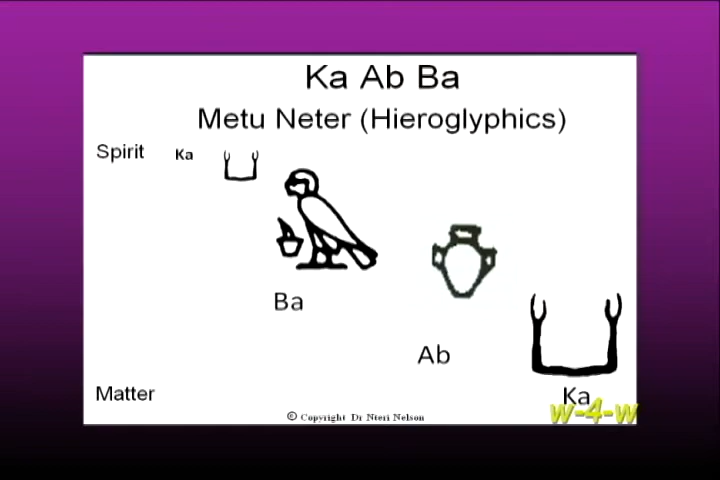 Ka Ab Ba
Metu Neter (Hieroglyphics)
Spirit Ka
Ba
Ab
Matter
Ka
© Copyright Dr Nteri Nelson
w-4-w